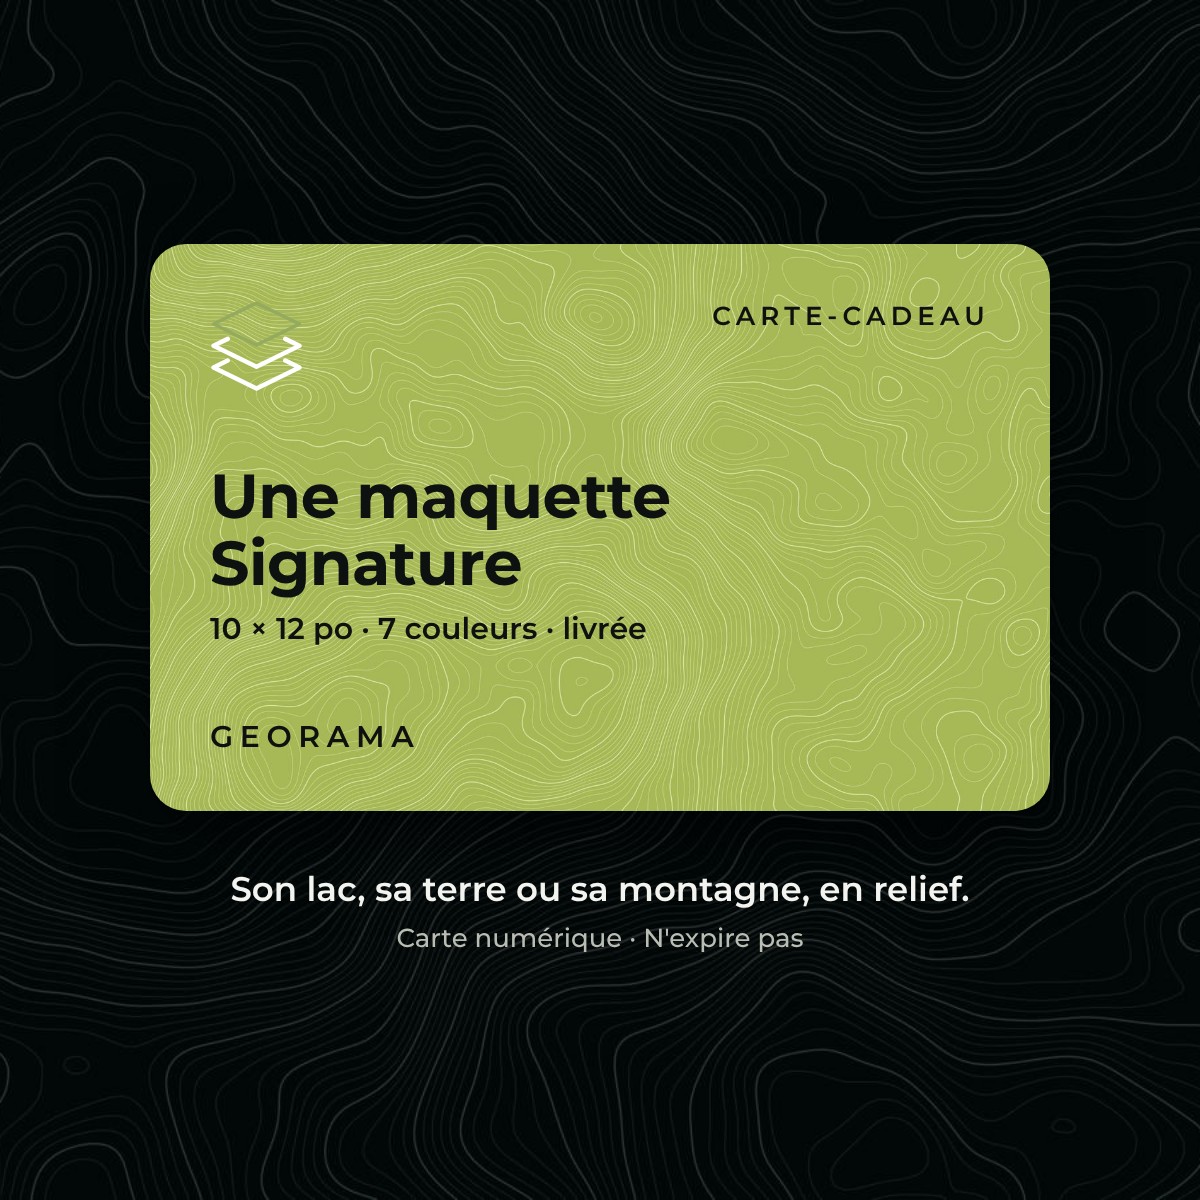 CARTE-CADEAU
Une maquette
Signature
10 × 12 po · 7 couleurs · livrée
GEORAMA
Son lac, sa terre ou sa montagne, en relief.
Carte numérique · N'expire pas